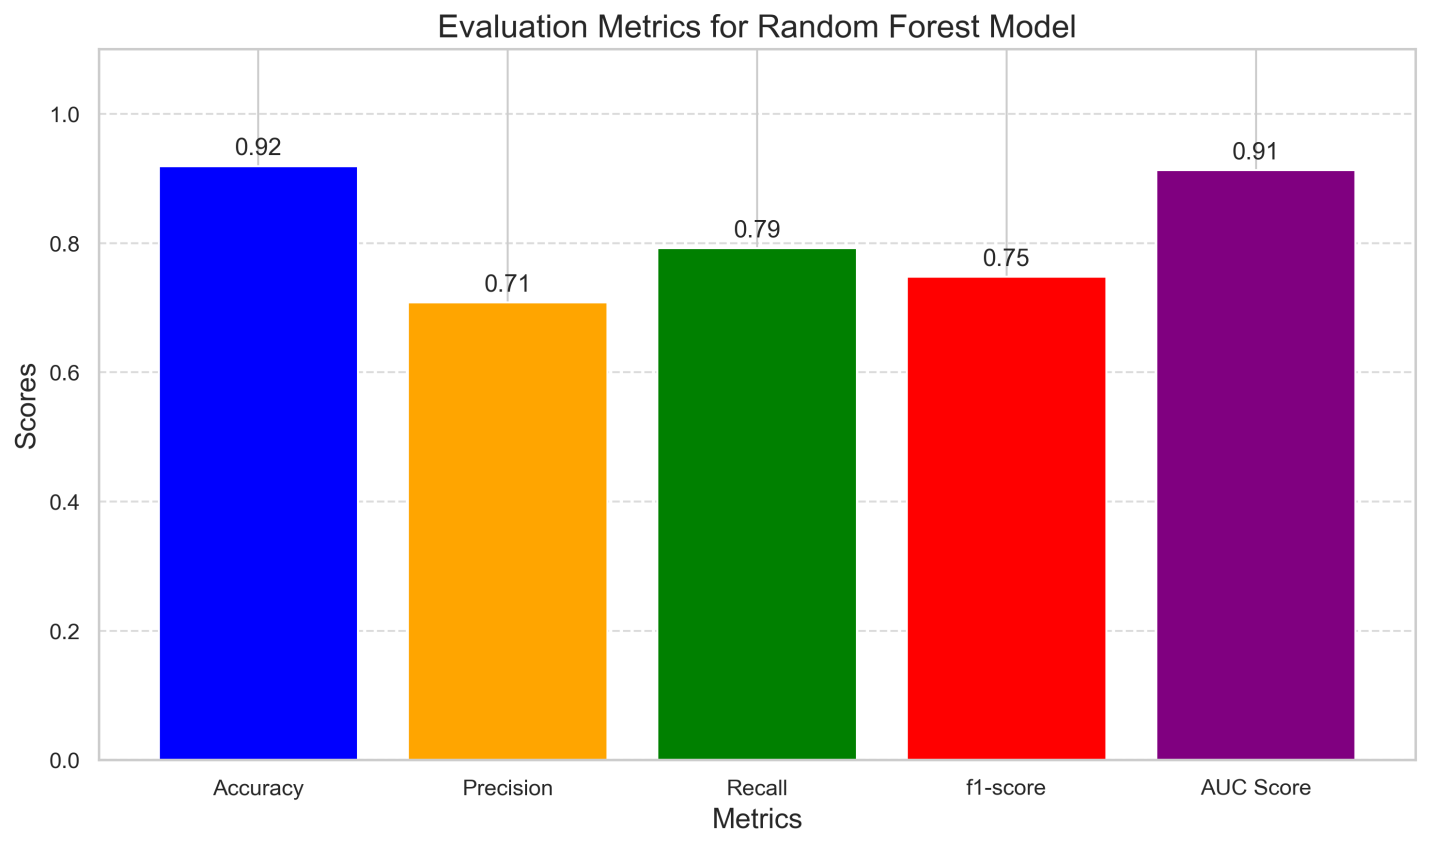 Evaluation Metrics for Random Forest Model
1.0
0.8
0.6
0.4
0.2
0.0
Scores
0.92
0.71
0.79
0.75
0.91
Accuracy Precision Recall f1-score AUC Score
Metrics